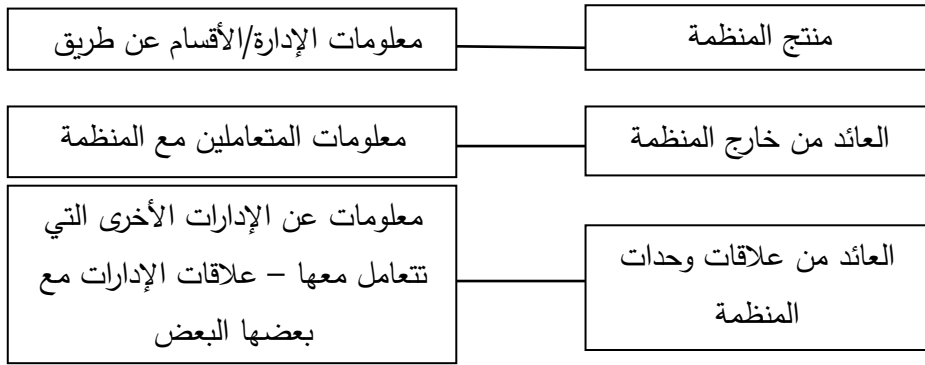 منتج المنظمة
معلومات الإدارة/الأقسام عن طريق
العائد من خارج المنظمة
معلومات المتعاملين مع المنظمة
العائد من علاقات وحدات
المنظمة
معلومات عن الإدارات الأخرى التي
تتعامل معها – علاقات الإدارات مع
بعضها البعض